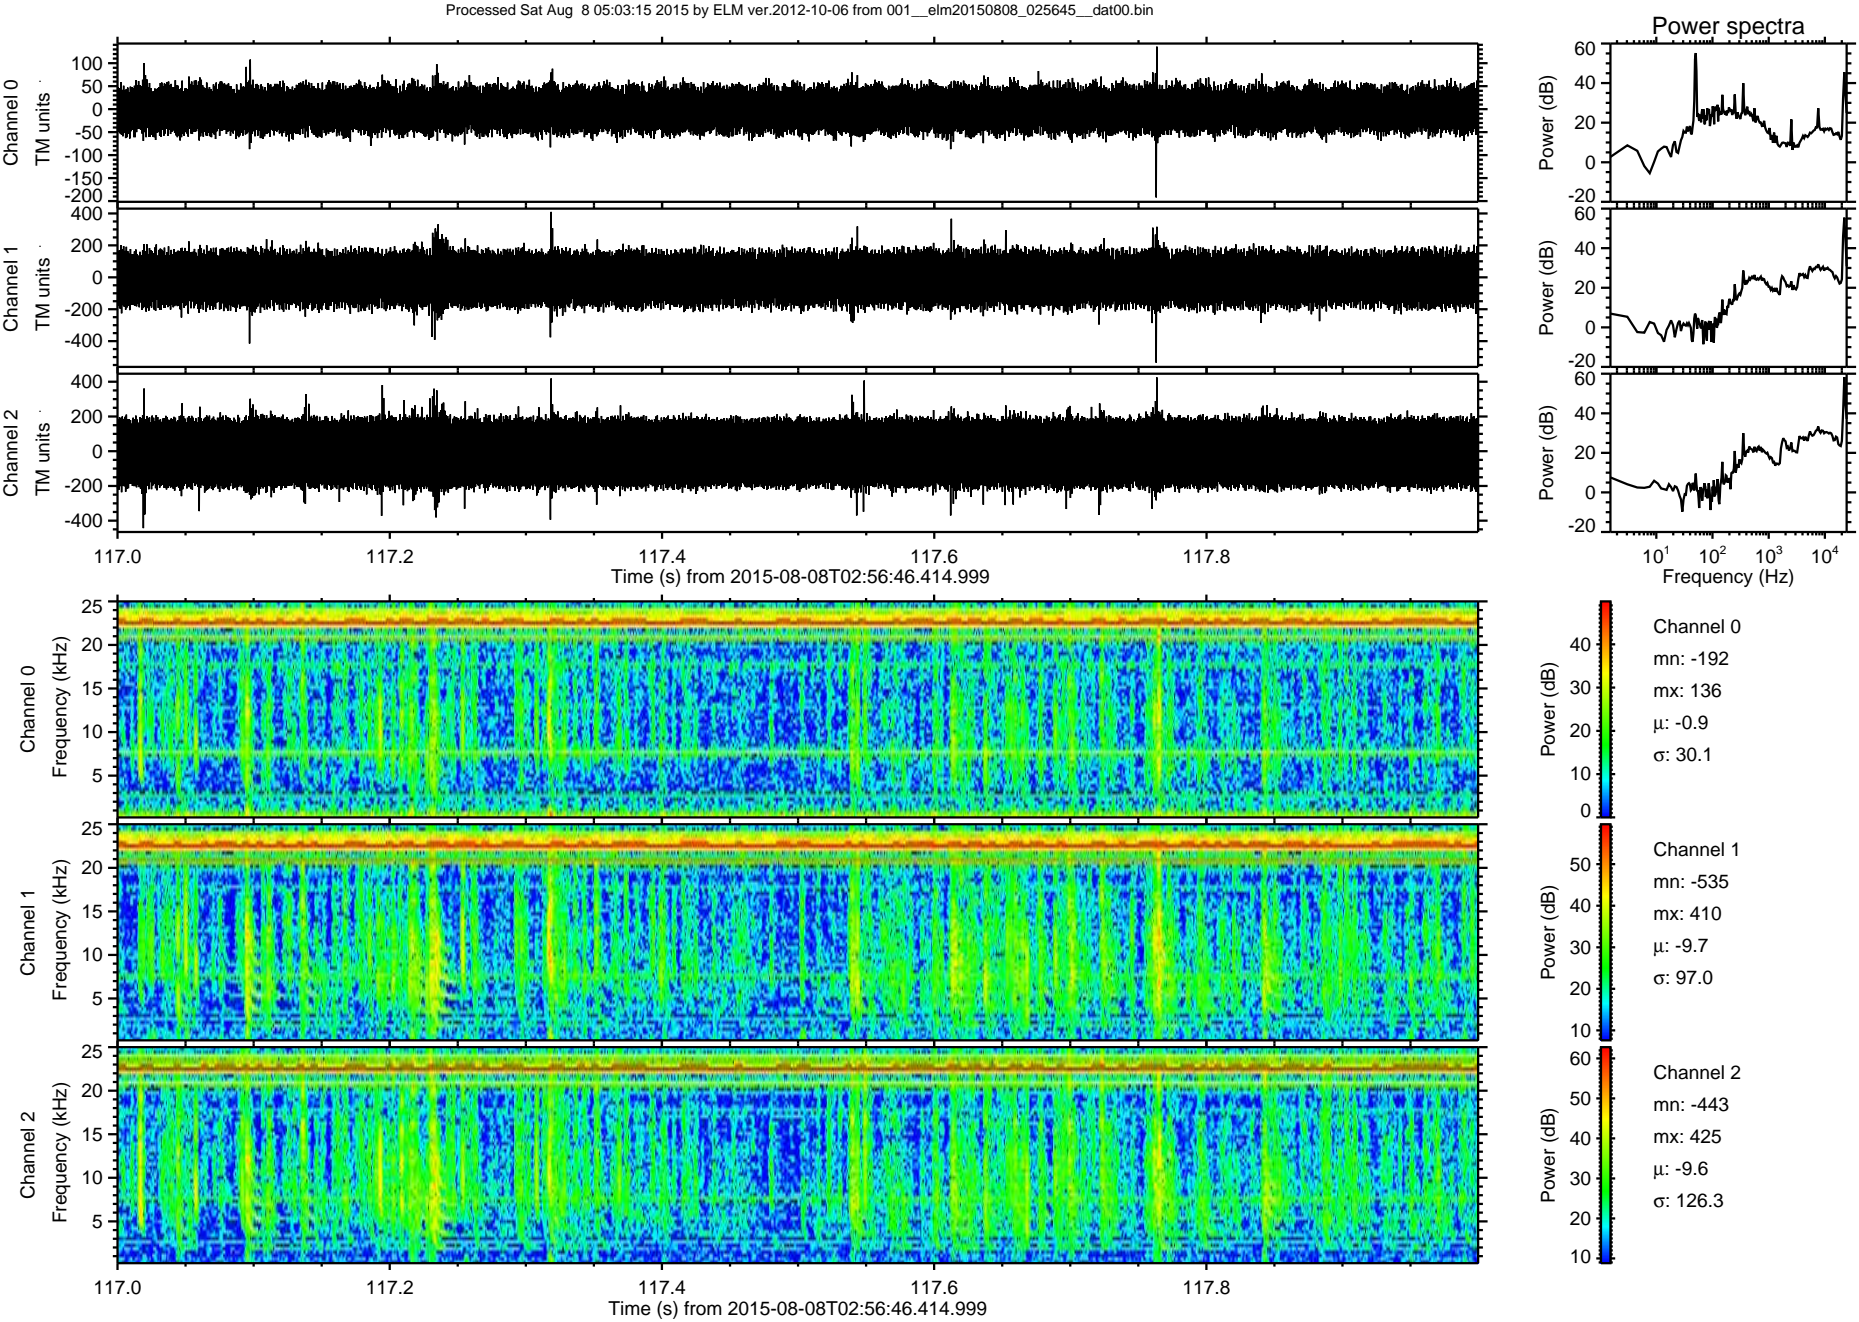 Processed Sat Aug  8 05:03:15 2015 by ELM ver.2012-10-06 from 001__elm20150808_025645__dat00.bin
Power spectra
Channel 0
TM units
100
50
0
-50
-100
-150
-200
Power (dB)
60
40
20
0
-20
Channel 1
TM units
400
200
0
-200
-400
Power (dB)
60
40
20
0
-20
Channel 2
TM units
400
200
0
-200
-400
Power (dB)
60
40
20
0
-20
117.0 117.2 117.4 117.6 117.8
Time (s) from 2015-08-08T02:56:46.414.999
10^1 10^2 10^3 10^4
Frequency (Hz)
Channel 0
Frequency (kHz)
25
20
15
10
5
Power (dB)
40
30
20
10
0
Channel 0
mn: -192
mx: 136
μ: -0.9
σ: 30.1
Channel 1
Frequency (kHz)
25
20
15
10
5
Power (dB)
50
40
30
20
10
Channel 1
mn: -535
mx: 410
μ: -9.7
σ: 97.0
Channel 2
Frequency (kHz)
25
20
15
10
5
Power (dB)
60
50
40
30
20
10
Channel 2
mn: -443
mx: 425
μ: -9.6
σ: 126.3
117.0 117.2 117.4 117.6 117.8
Time (s) from 2015-08-08T02:56:46.414.999